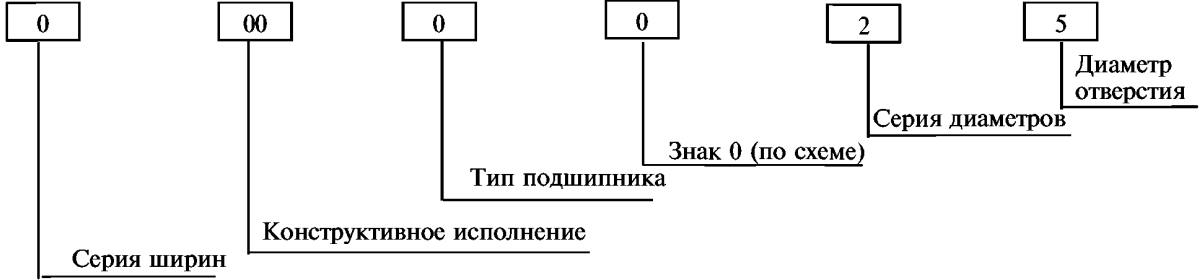 0 00 0 0 2 5
Диаметр
отверстия
Серия диаметров
Знак 0 (по схеме)
Тип подшипника
Конструктивное исполнение
Серия ширин